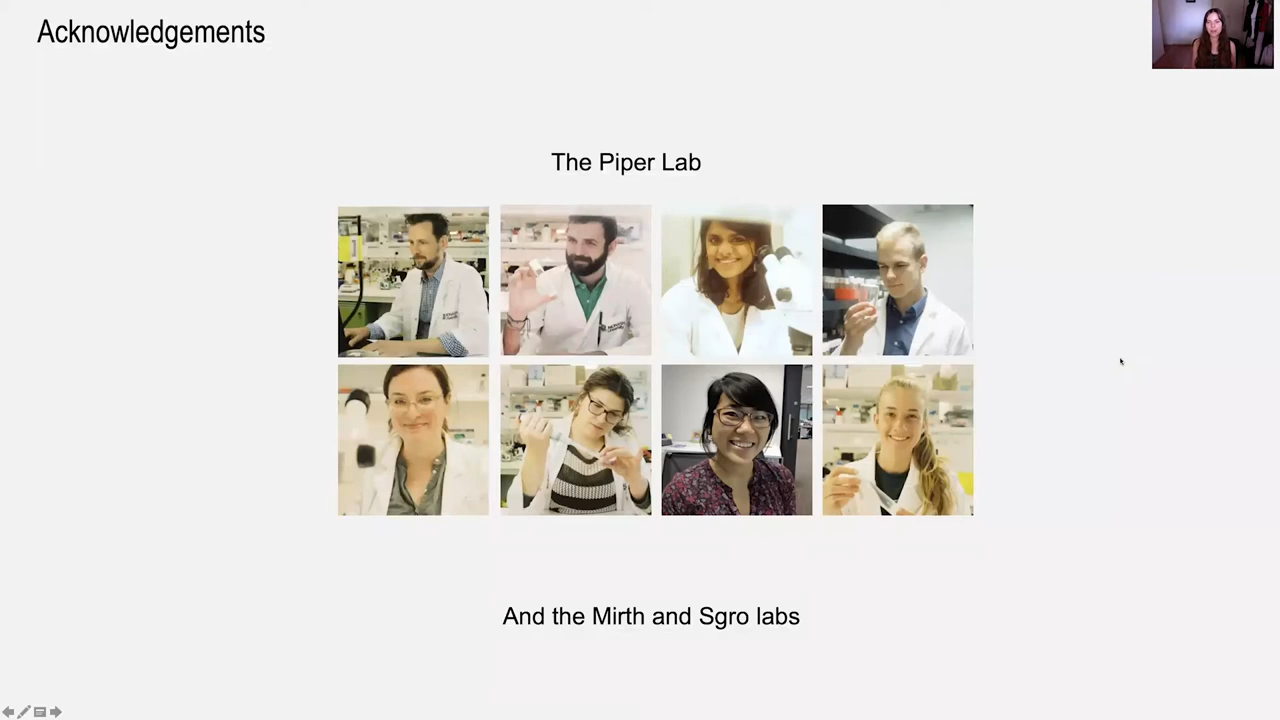 Acknowledgements
The Piper Lab
And the Mirth and Sgro labs